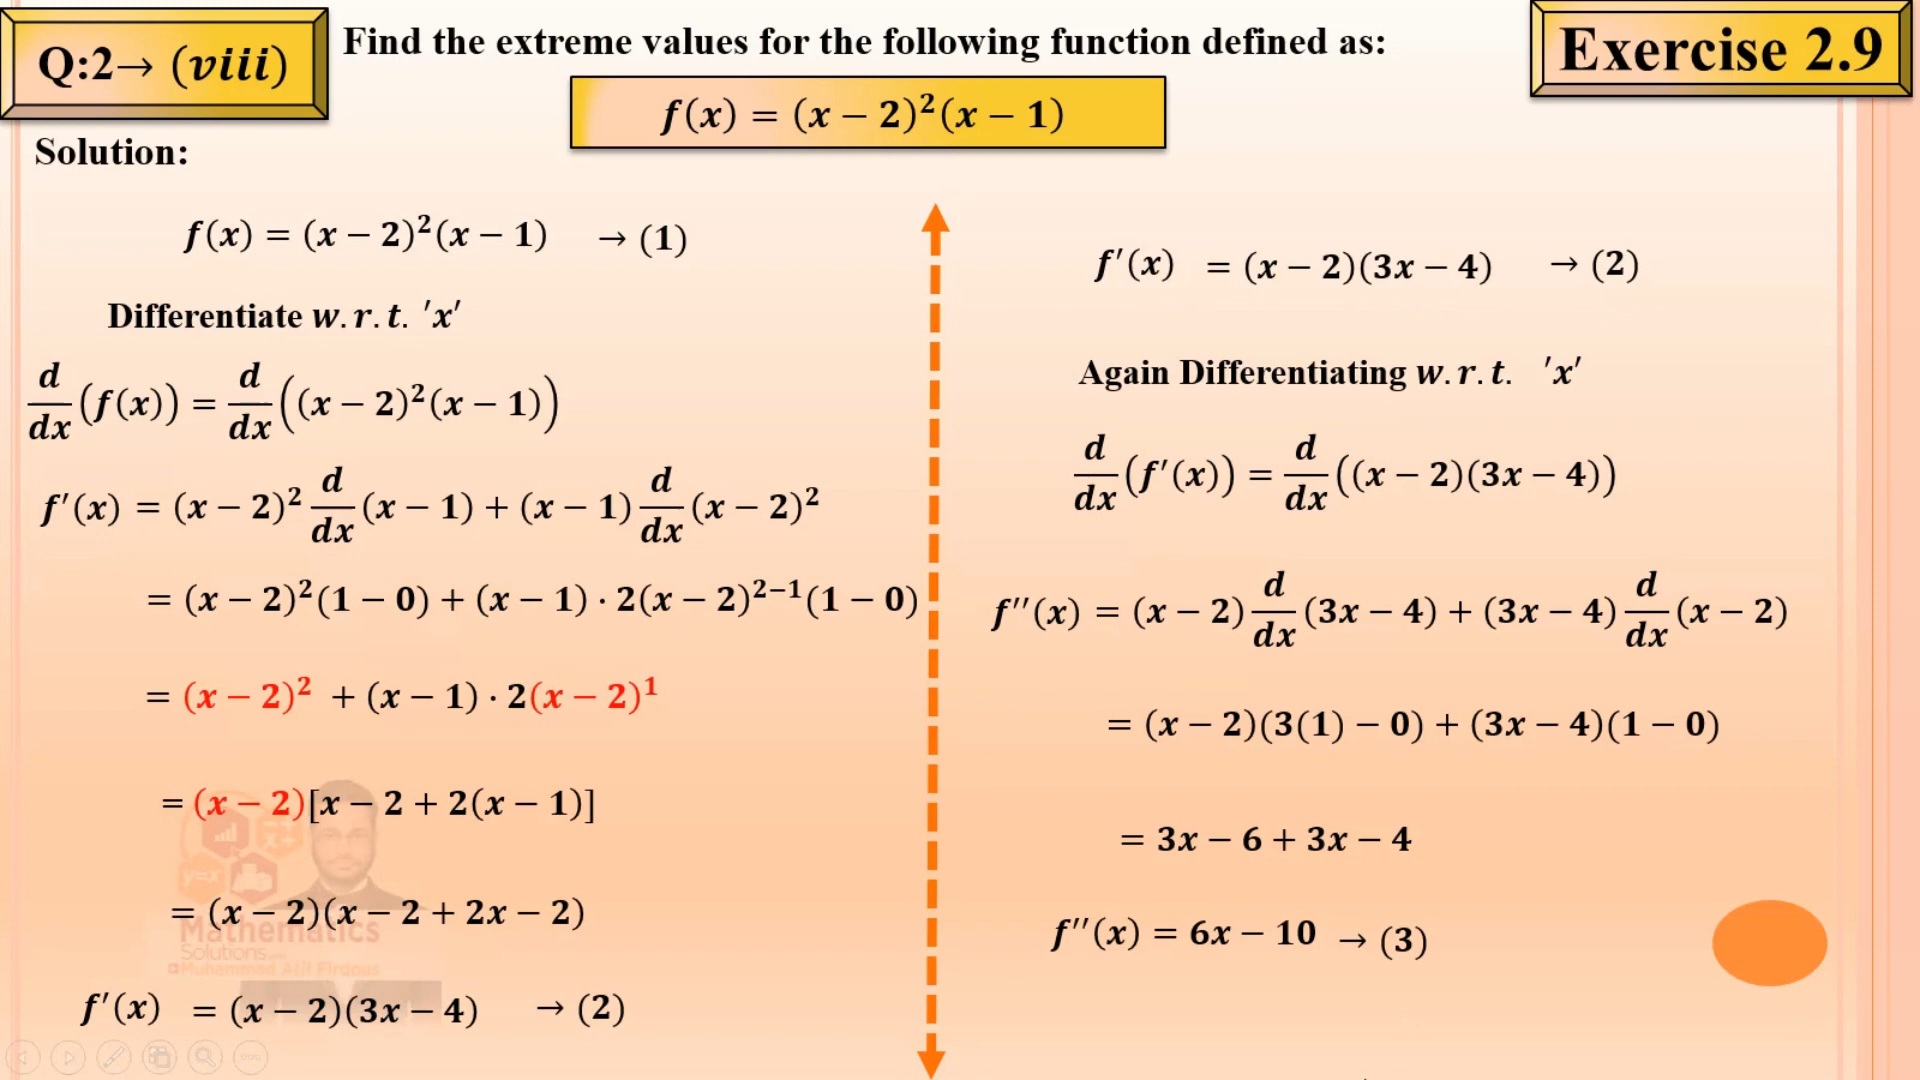 Q:2→ (viii)
Find the extreme values for the following function defined as:
Exercise 2.9
f(x) = (x − 2)²(x − 1)
Solution:
f(x) = (x − 2)²(x − 1) → (1)
Differentiate w.r.t. ′x′
d/dx (f(x)) = d/dx ((x − 2)²(x − 1))
f′(x) = (x − 2)² d/dx (x − 1) + (x − 1) d/dx (x − 2)²
= (x − 2)²(1 − 0) + (x − 1) · 2(x − 2)²⁻¹(1 − 0)
= (x − 2)² + (x − 1) · 2(x − 2)¹
= (x − 2)[x − 2 + 2(x − 1)]
y=x
= (x − 2)(x − 2 + 2x − 2)
Mathematics
Solutions
Muhammad Atif Firdous
f′(x) = (x − 2)(3x − 4) → (2)
f′(x) = (x − 2)(3x − 4) → (2)
Again Differentiating w.r.t. ′x′
d/dx (f′(x)) = d/dx ((x − 2)(3x − 4))
f′′(x) = (x − 2) d/dx (3x − 4) + (3x − 4) d/dx (x − 2)
= (x − 2)(3(1) − 0) + (3x − 4)(1 − 0)
= 3x − 6 + 3x − 4
f′′(x) = 6x − 10 → (3)